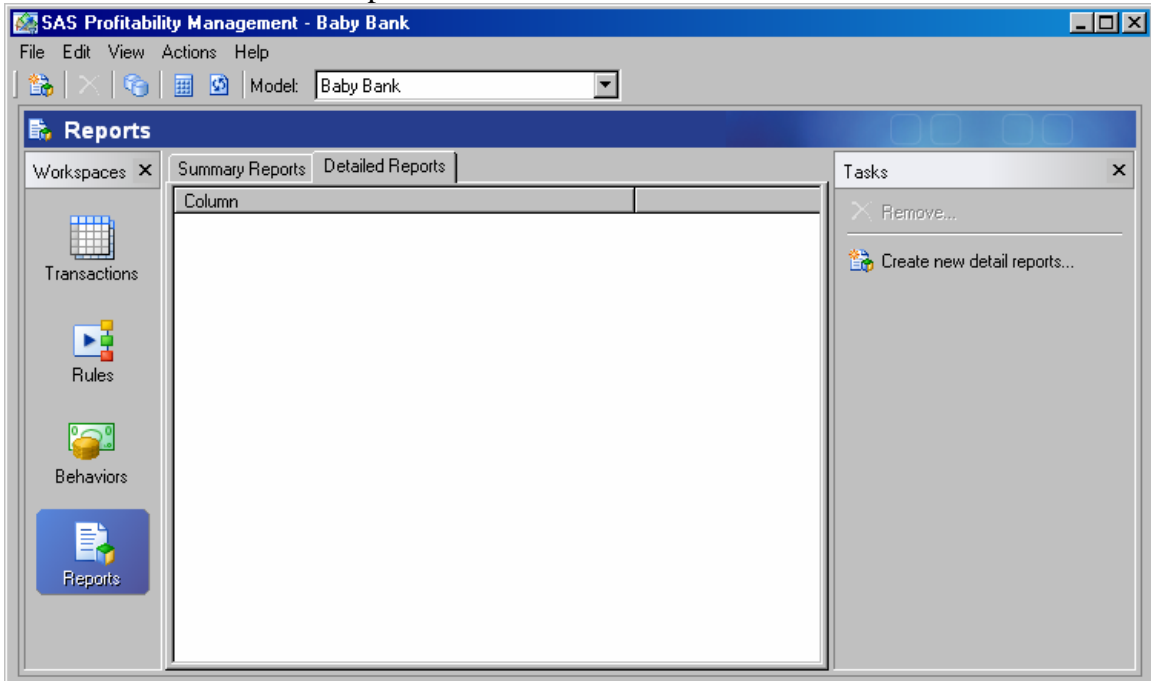 SAS Profitability Management - Baby Bank
File Edit View Actions Help
Model: Baby Bank
Reports
Workspaces
Summary Reports Detailed Reports
Tasks
Column
Remove...
Create new detail reports...
Transactions
Rules
Behaviors
Reports